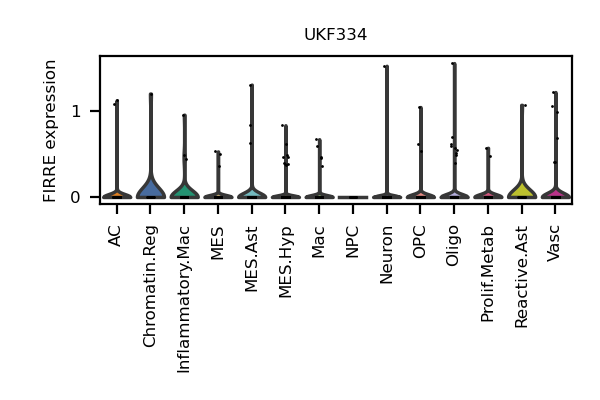 UKF334
FIRRE expression
1
0
AC
Chromatin.Reg
Inflammatory.Mac
MES
MES.Ast
MES.Hyp
Mac
NPC
Neuron
OPC
Oligo
Prolif.Metab
Reactive.Ast
Vasc